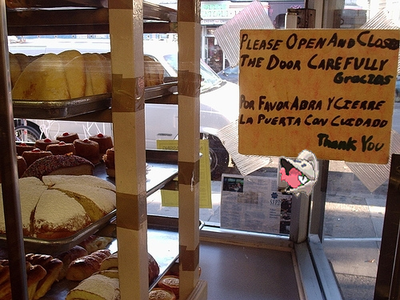 PLEASE OPEN AND CLOSE
THE DOOR CAREFULLY
Gracias
POR FAVOR ABRA Y CIERRE
LA PUERTA CON CUIDADO
Thank You